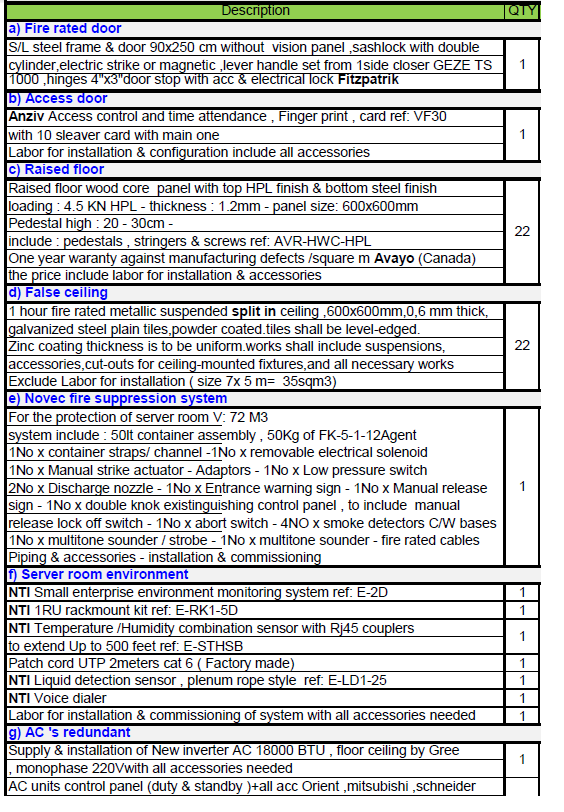 Description QTY
a) Fire rated door
S/L steel frame & door 90x250 cm without vision panel ,sashlock with double
cylinder,electric strike or magnetic ,lever handle set from 1side closer GEZE TS 1
1000 ,hinges 4"x3"door stop with acc & electrical lock Fitzpatrik
b) Access door
Anziv Access control and time attendance , Finger print , card ref: VF30
with 10 sleaver card with main one 1
Labor for installation & configuration include all accessories
c) Raised floor
Raised floor wood core panel with top HPL finish & bottom steel finish
loading : 4.5 KN HPL - thickness : 1.2mm - panel size: 600x600mm
Pedestal high : 20 - 30cm - 22
include : pedestals , stringers & screws ref: AVR-HWC-HPL
One year waranty against manufacturing defects /square m Avayo (Canada)
the price include labor for installation & accessories
d) False ceiling
1 hour fire rated metallic suspended split in ceiling ,600x600mm,0,6 mm thick,
galvanized steel plain tiles,powder coated.tiles shall be level-edged.
Zinc coating thickness is to be uniform.works shall include suspensions, 22
accessories,cut-outs for ceiling-mounted fixtures,and all necessary works
Exclude Labor for installation ( size 7x 5 m= 35sqm3)
e) Novec fire suppression system
For the protection of server room V: 72 M3
system include : 50lt container assembly , 50Kg of FK-5-1-12Agent
1No x container straps/ channel -1No x removable electrical solenoid
1No x Manual strike actuator - Adaptors - 1No x Low pressure switch
2No x Discharge nozzle - 1No x Entrance warning sign - 1No x Manual release 1
sign - 1No x double knok existinguishing control panel , to include manual
release lock off switch - 1No x abort switch - 4NO x smoke detectors C/W bases
1No x multitone sounder / strobe - 1No x multitone sounder - fire rated cables
Piping & accessories - installation & commissioning
f) Server room environment
NTI Small enterprise environment monitoring system ref: E-2D 1
NTI 1RU rackmount kit ref: E-RK1-5D 1
NTI Temperature /Humidity combination sensor with Rj45 couplers 1
to extend Up to 500 feet ref: E-STHSB
Patch cord UTP 2meters cat 6 ( Factory made) 1
NTI Liquid detection sensor , plenum rope style ref: E-LD1-25 1
NTI Voice dialer 1
Labor for installation & commissioning of system with all accessories needed 1
g) AC 's redundant
Supply & installation of New inverter AC 18000 BTU , floor ceiling by Gree 1
, monophase 220Vwith all accessories needed
AC units control panel (duty & standby )+all acc Orient ,mitsubishi ,schneider